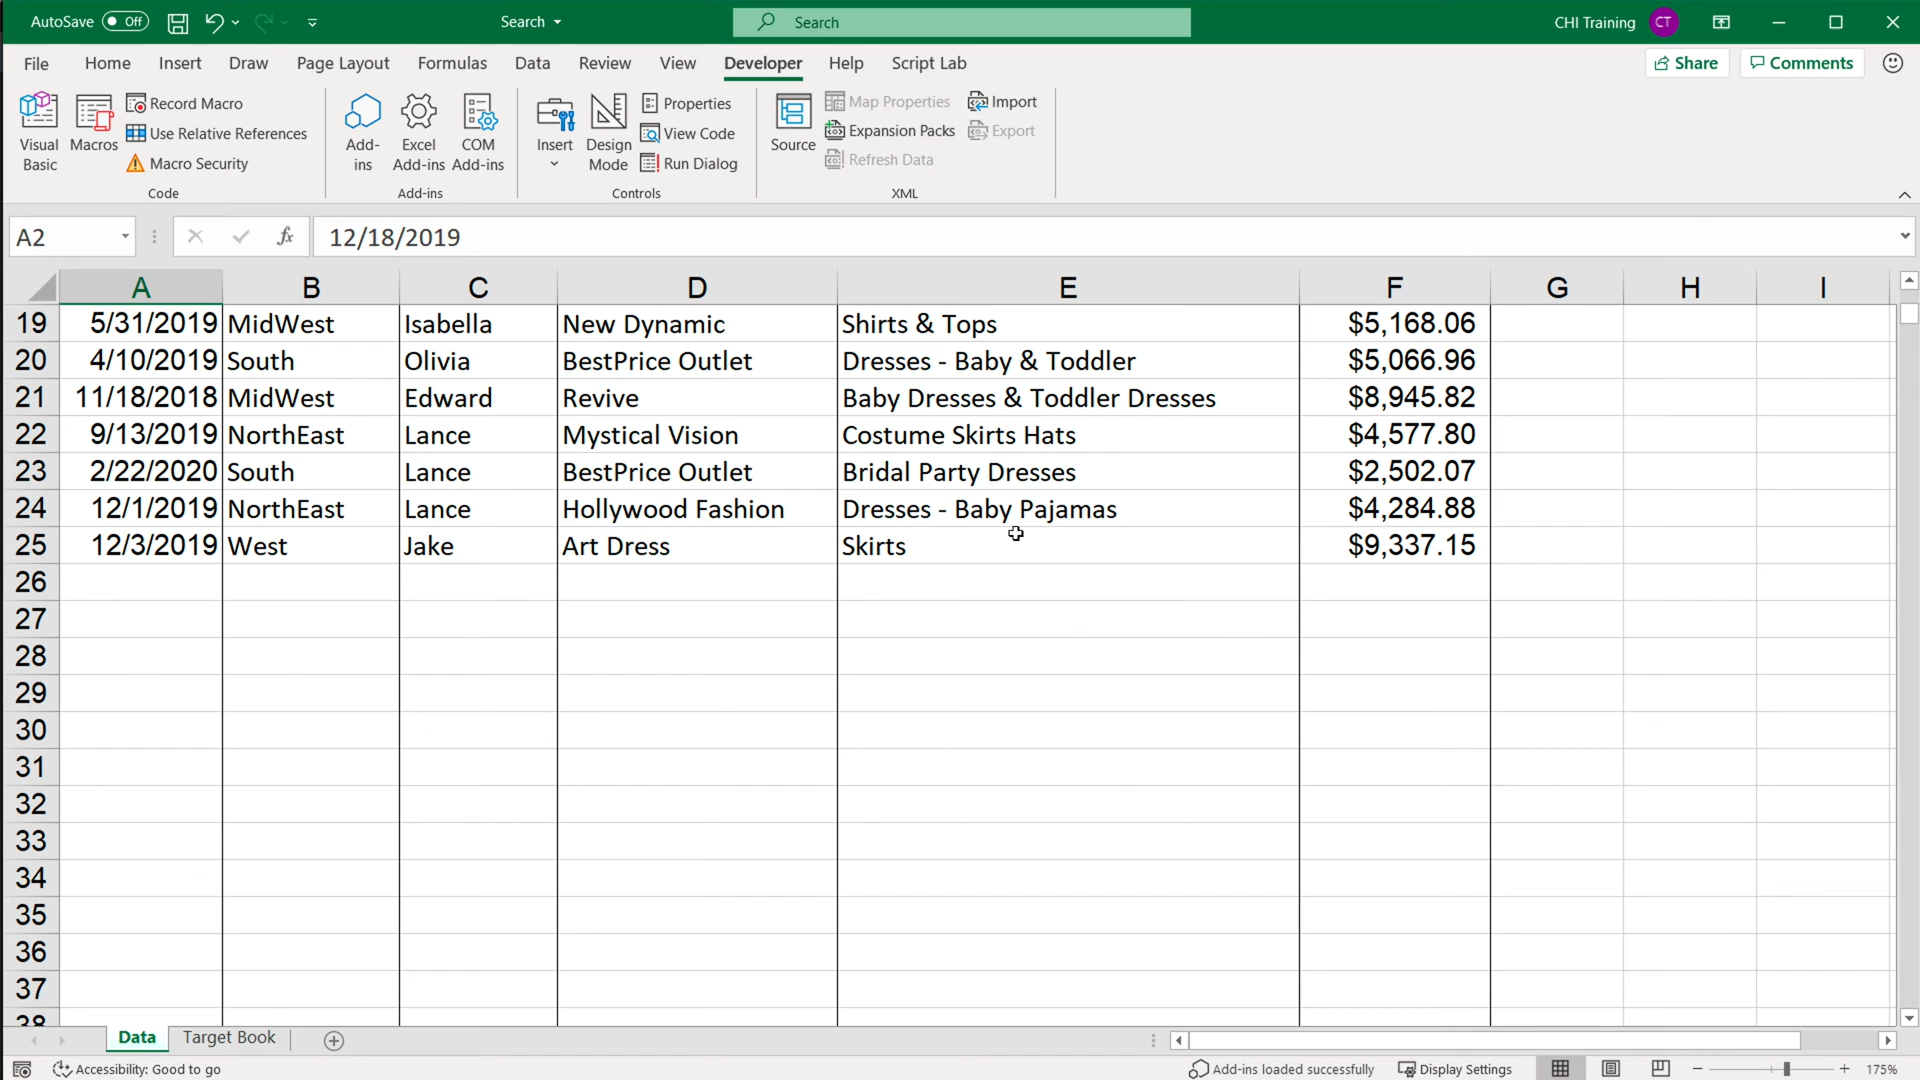 AutoSave Off Search Search CHI Training CT
File Home Insert Draw Page Layout Formulas Data Review View Developer Help Script Lab Share Comments
Visual Basic Macros Record Macro Use Relative References Macro Security
Code
Add-ins Excel Add-ins COM Add-ins
Add-ins
Insert Design Mode Properties View Code Run Dialog
Controls
Source Map Properties Expansion Packs Refresh Data Import Export
XML
A2 fx 12/18/2019
A B C D E F G H I
19 5/31/2019 MidWest Isabella New Dynamic Shirts & Tops $5,168.06
20 4/10/2019 South Olivia BestPrice Outlet Dresses - Baby & Toddler $5,066.96
21 11/18/2018 MidWest Edward Revive Baby Dresses & Toddler Dresses $8,945.82
22 9/13/2019 NorthEast Lance Mystical Vision Costume Skirts Hats $4,577.80
23 2/22/2020 South Lance BestPrice Outlet Bridal Party Dresses $2,502.07
24 12/1/2019 NorthEast Lance Hollywood Fashion Dresses - Baby Pajamas $4,284.88
25 12/3/2019 West Jake Art Dress Skirts $9,337.15
26
27
28
29
30
31
32
33
34
35
36
37
38
Data Target Book
Accessibility: Good to go Add-ins loaded successfully Display Settings 175%